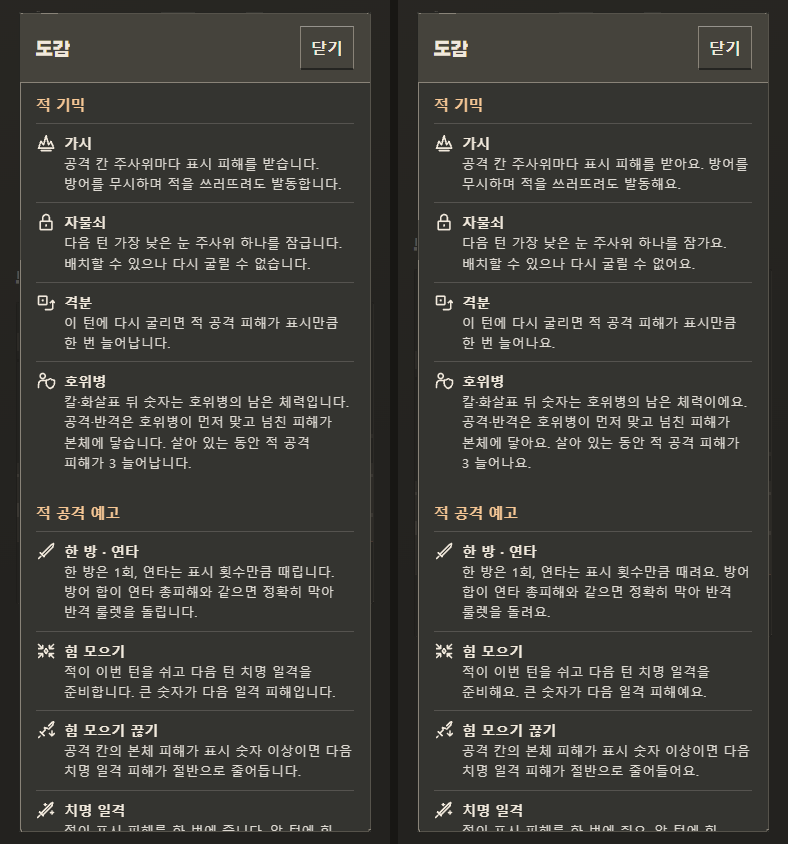 도감
닫기
적 기믹
가시
공격 칸 주사위마다 표시 피해를 받습니다.
방어를 무시하며 적을 쓰러뜨려도 발동합니다.
자물쇠
다음 턴 가장 낮은 눈 주사위 하나를 잠급니다.
배치할 수 있으나 다시 굴릴 수 없습니다.
격분
이 턴에 다시 굴리면 적 공격 피해가 표시만큼
한 번 늘어납니다.
호위병
칼·화살표 뒤 숫자는 호위병의 남은 체력입니다.
공격·반격은 호위병이 먼저 맞고 넘친 피해가
본체에 닿습니다. 살아 있는 동안 적 공격
피해가 3 늘어납니다.
적 공격 예고
한 방 · 연타
한 방은 1회, 연타는 표시 횟수만큼 때립니다.
방어 합이 연타 총피해와 같으면 정확히 막아
반격 룰렛을 돌립니다.
힘 모으기
적이 이번 턴을 쉬고 다음 턴 치명 일격을
준비합니다. 큰 숫자가 다음 일격 피해입니다.
힘 모으기 끊기
공격 칸의 본체 피해가 표시 숫자 이상이면 다음
치명 일격 피해가 절반으로 줄어듭니다.
치명 일격
도감
닫기
적 기믹
가시
공격 칸 주사위마다 표시 피해를 받아요. 방어를
무시하며 적을 쓰러뜨려도 발동해요.
자물쇠
다음 턴 가장 낮은 눈 주사위 하나를 잠가요.
배치할 수 있으나 다시 굴릴 수 없어요.
격분
이 턴에 다시 굴리면 적 공격 피해가 표시만큼
한 번 늘어나요.
호위병
칼·화살표 뒤 숫자는 호위병의 남은 체력이에요.
공격·반격은 호위병이 먼저 맞고 넘친 피해가
본체에 닿아요. 살아 있는 동안 적 공격 피해가
3 늘어나요.
적 공격 예고
한 방 · 연타
한 방은 1회, 연타는 표시 횟수만큼 때려요. 방어
합이 연타 총피해와 같으면 정확히 막아 반격
룰렛을 돌려요.
힘 모으기
적이 이번 턴을 쉬고 다음 턴 치명 일격을
준비해요. 큰 숫자가 다음 일격 피해예요.
힘 모으기 끊기
공격 칸의 본체 피해가 표시 숫자 이상이면 다음
치명 일격 피해가 절반으로 줄어들어요.
치명 일격